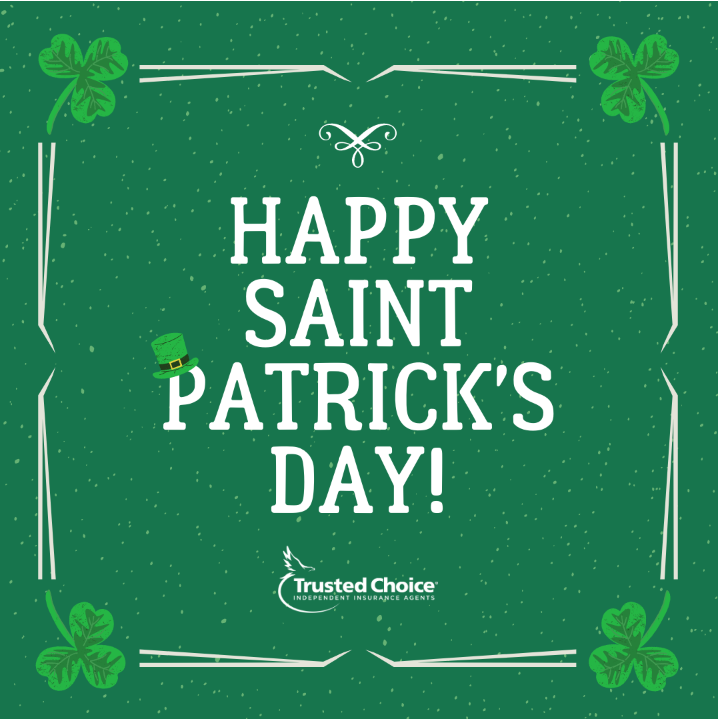 HAPPY
SAINT
PATRICK'S
DAY!
Trusted Choice®
INDEPENDENT INSURANCE AGENTS